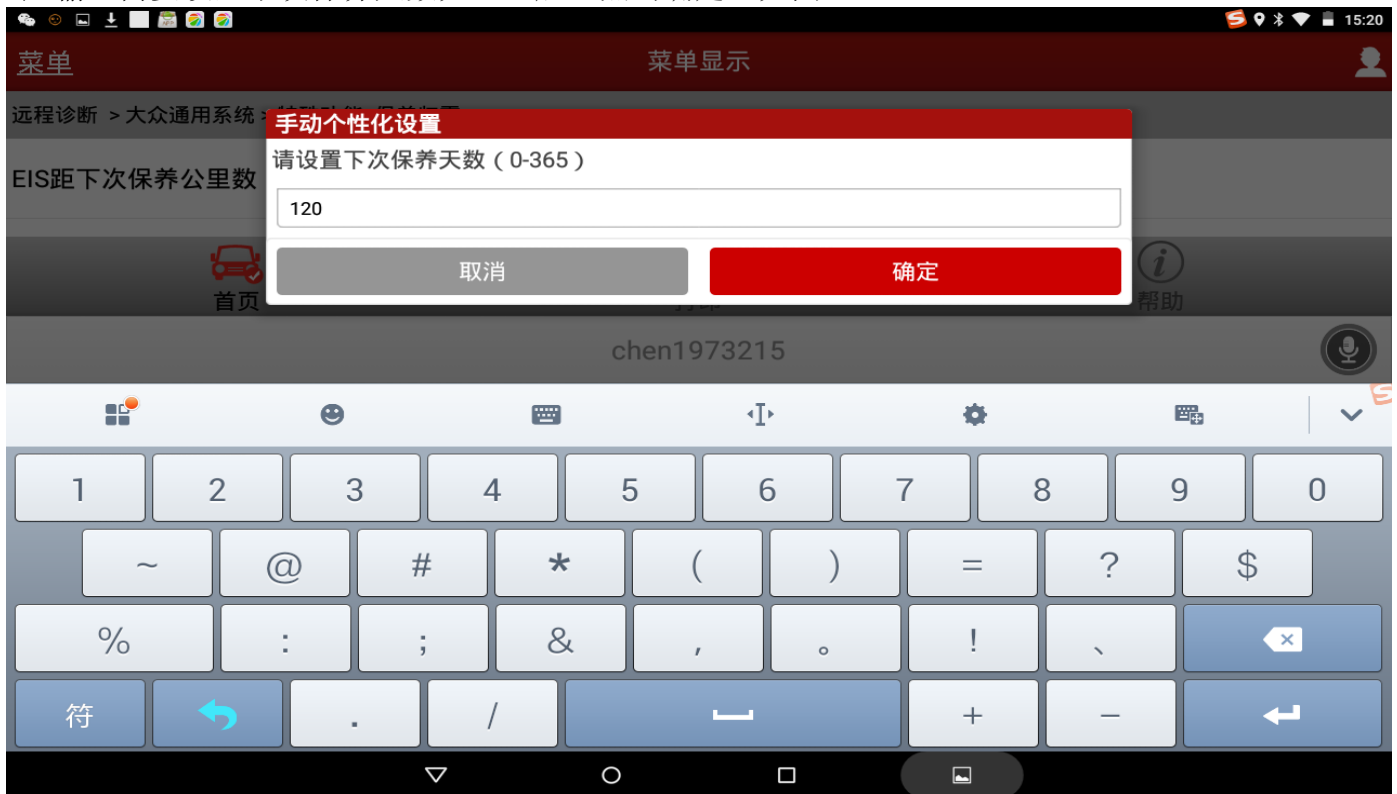 15:20
菜单
菜单显示
远程诊断 >大众通用系统>
手动个性化设置
请设置下次保养天数（0-365）
EIS距下次保养公里数
120
取消
确定
首页
帮助
chen1973215
1 2 3 4 5 6 7 8 9 0
~ @ # * ( ) = ? $
% : ; & , 。 ! 、
符 . / + －